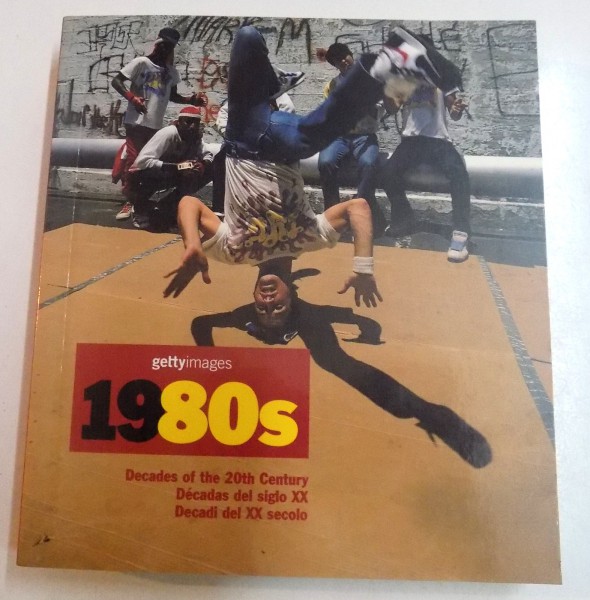 gettyimages
1980s
Decades of the 20th Century
Décadas del siglo XX
Decadi del XX secolo